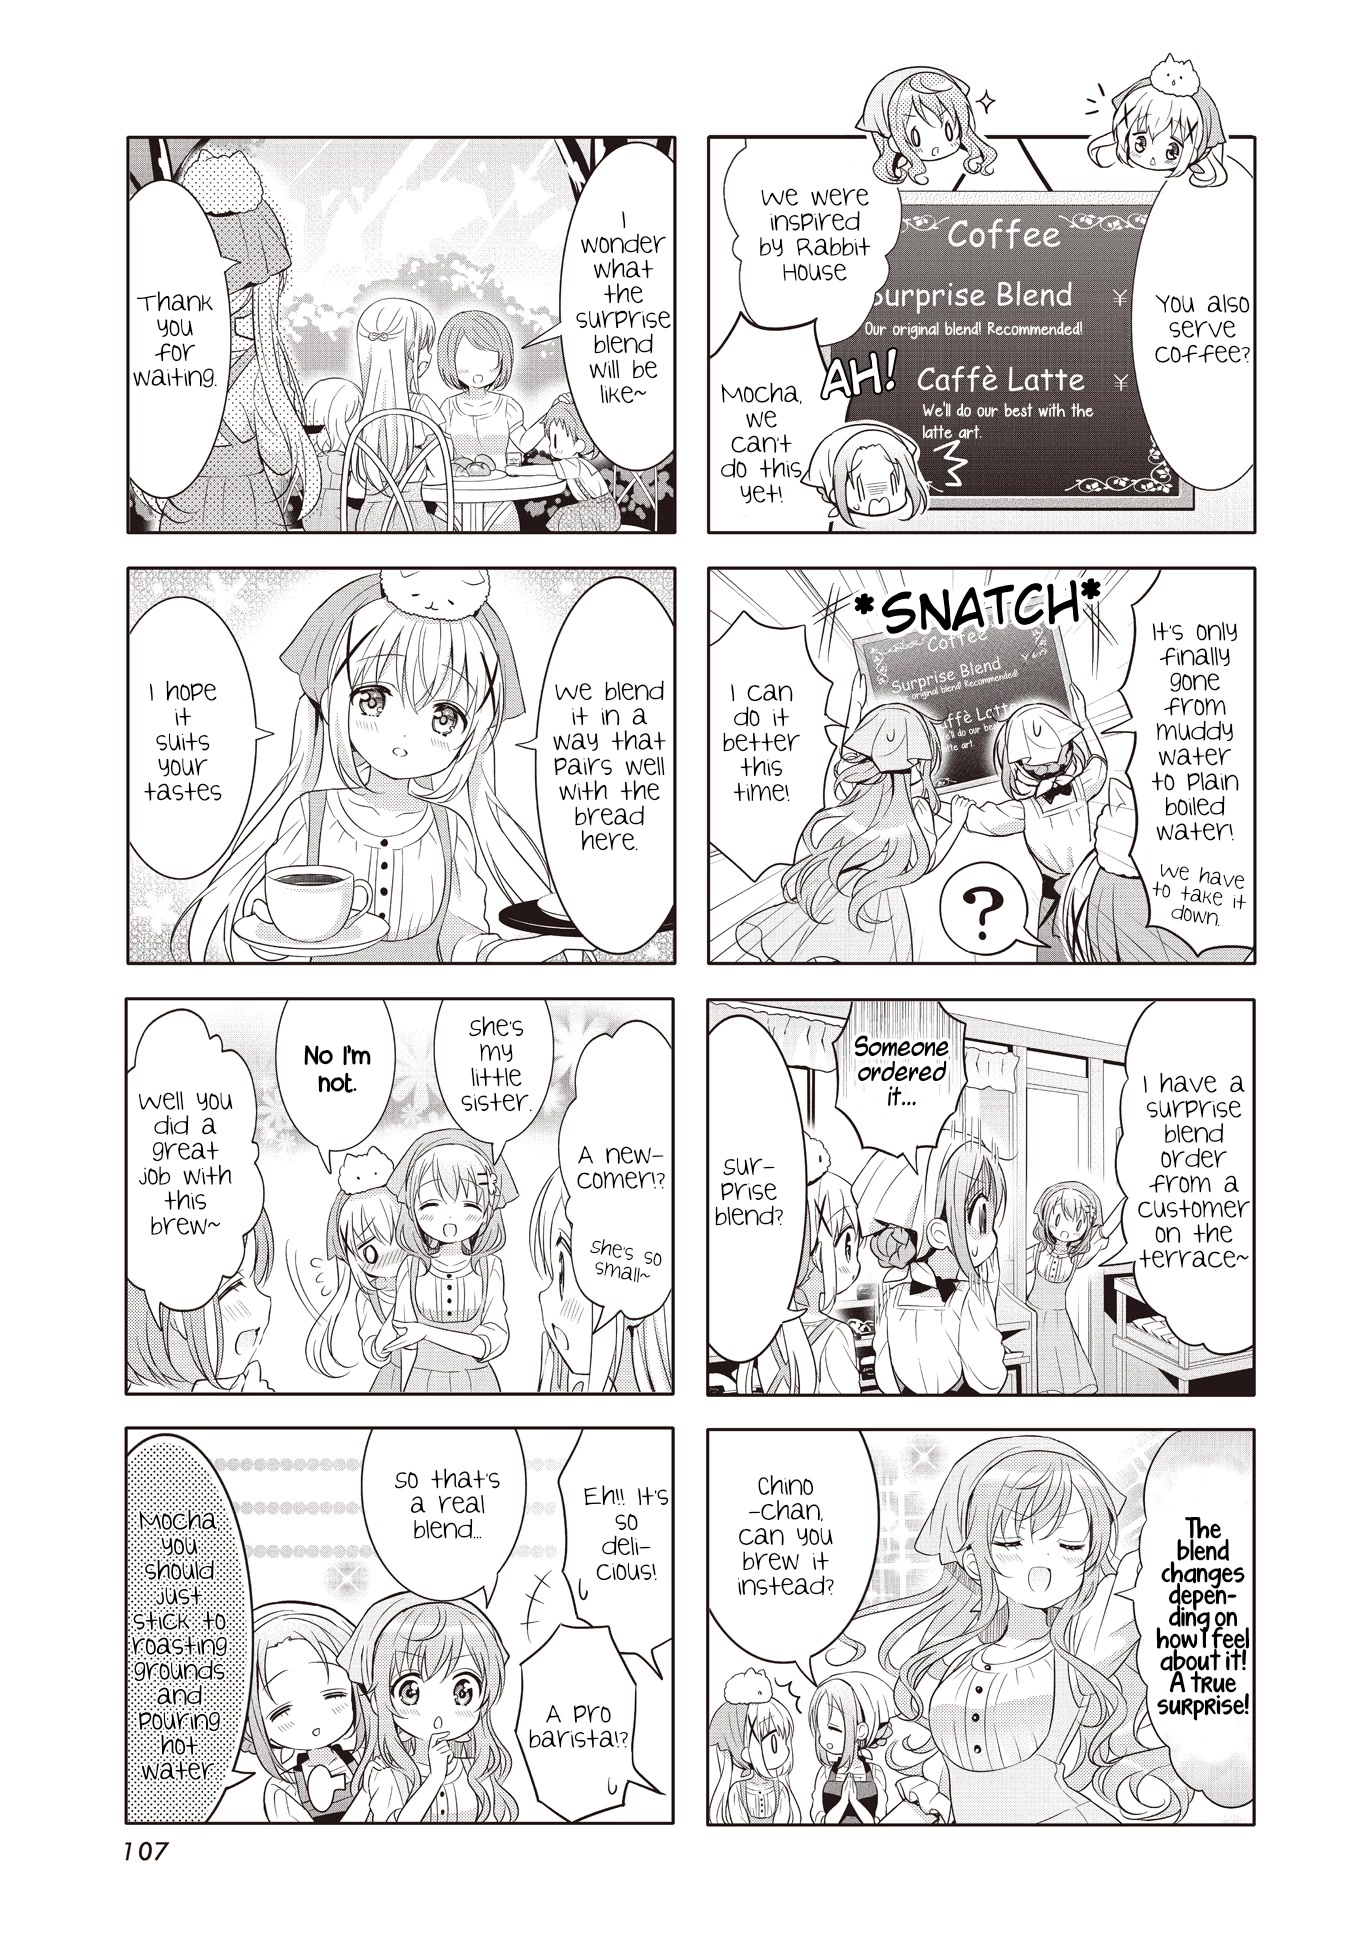 You also
serve
coffee?
We were
inspired
by Rabbit
House
Coffee
Surprise Blend ¥
Our original blend! Recommended!
Caffè Latte ¥
We'll do our best with the
latte art.
AH!
Mocha,
we
can't
do this
yet!
*SNATCH*
Coffee
Surprise Blend
original blend! Recommended!
It's only
finally
gone
from
muddy
water
to plain
boiled
water!
We have
to take it
down.
I can
do it
better
this
time!
?
I have a
surprise
blend
order
from a
customer
on the
terrace~
Someone
ordered
it...
Sur-
prise
blend?
The
blend
changes
depen-
ding on
how I feel
about it!
A true
surprise!
Chino
-chan,
can you
brew it
instead?
I
wonder
what
the
surprise
blend
will be
like~
Thank
you
for
waiting.
We blend
it in a
way that
pairs well
with the
bread
here.
I hope
it
suits
your
tastes
A new-
comer!?
She's so
small~
She's
my
little
sister.
No I'm
not.
Well you
did a
great
job with
this
brew~
Eh!! It's
so
deli-
cious!
A pro
barista!?
So that's
a real
blend...
Mocha
you
should
just
stick to
roasting
grounds
and
pouring
hot
water
107